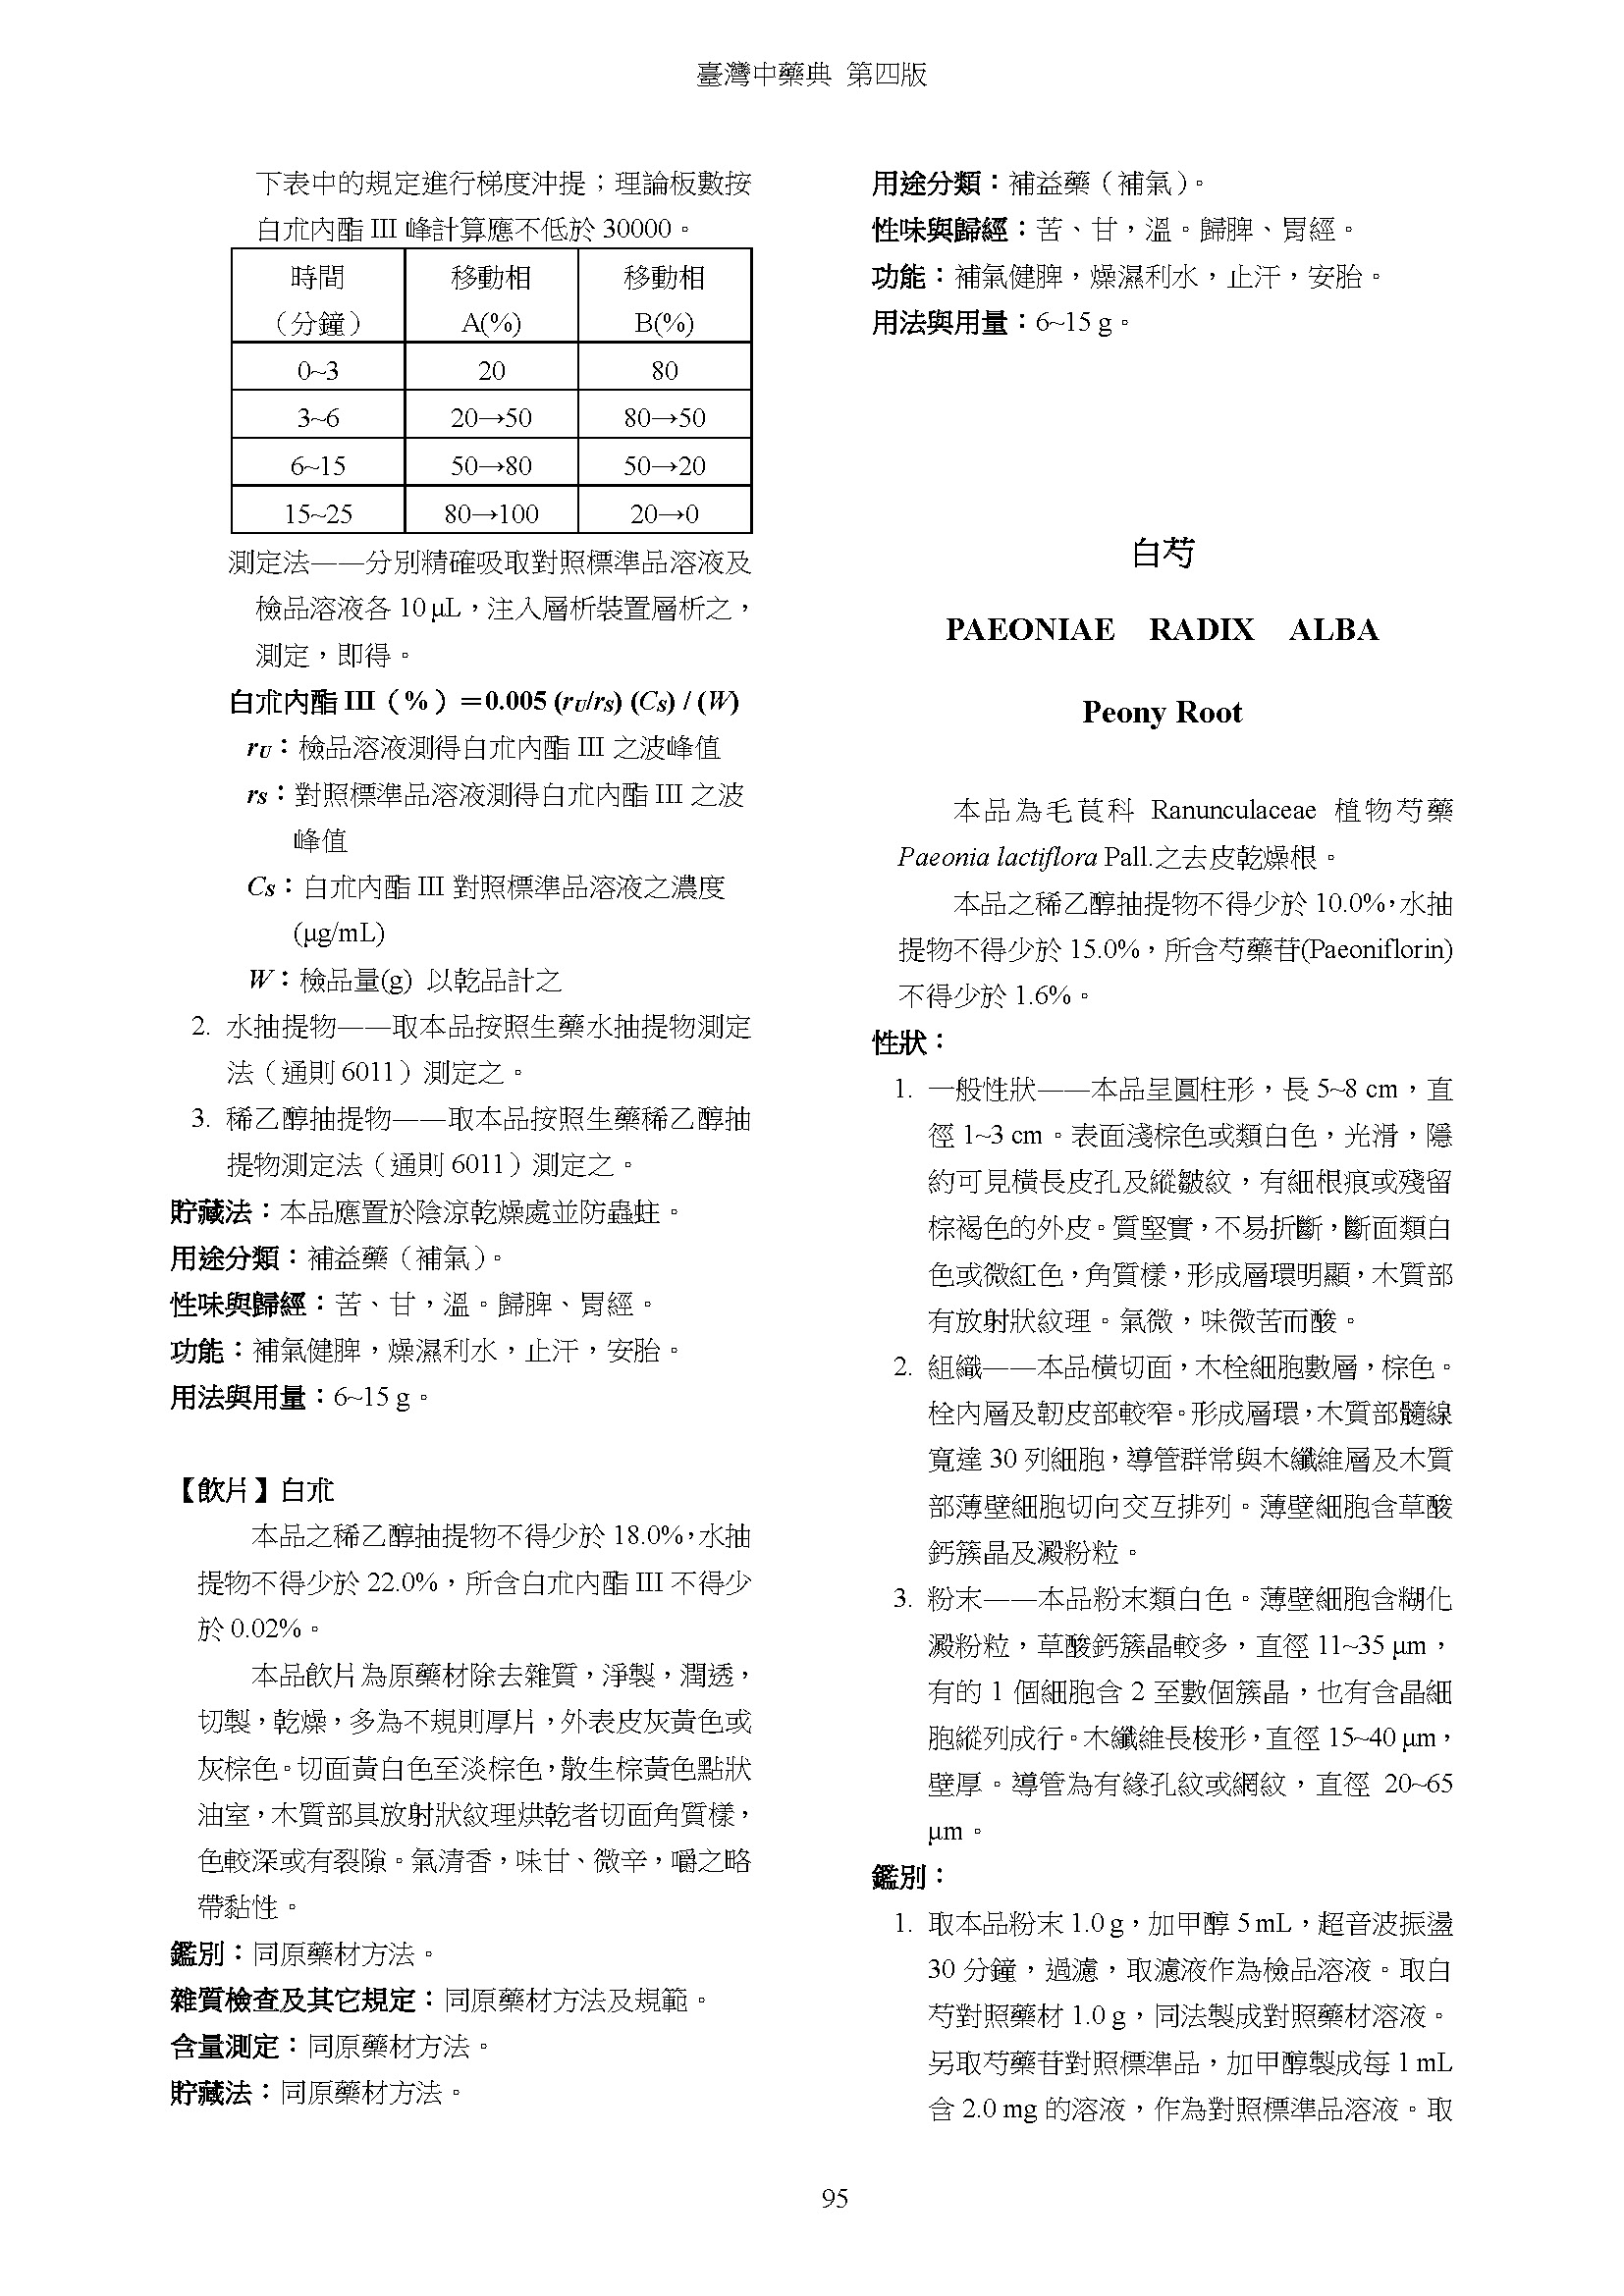 臺灣中藥典 第四版
下表中的規定進行梯度沖提；理論板數按
白朮內酯 III 峰計算應不低於 30000。
時間 移動相 移動相
（分鐘） A(%) B(%)
0~3 20 80
3~6 20→50 80→50
6~15 50→80 50→20
15~25 80→100 20→0
測定法——分別精確吸取對照標準品溶液及
檢品溶液各 10 μL，注入層析裝置層析之，
測定，即得。
白朮內酯 III（%）＝0.005 (rU/rS) (CS) / (W)
rU：檢品溶液測得白朮內酯 III 之波峰值
rS：對照標準品溶液測得白朮內酯 III 之波
峰值
CS：白朮內酯 III 對照標準品溶液之濃度
(μg/mL)
W：檢品量(g) 以乾品計之
2. 水抽提物——取本品按照生藥水抽提物測定
法（通則 6011）測定之。
3. 稀乙醇抽提物——取本品按照生藥稀乙醇抽
提物測定法（通則 6011）測定之。
貯藏法：本品應置於陰涼乾燥處並防蟲蛀。
用途分類：補益藥（補氣）。
性味與歸經：苦、甘，溫。歸脾、胃經。
功能：補氣健脾，燥濕利水，止汗，安胎。
用法與用量：6~15 g。
【飲片】白朮
本品之稀乙醇抽提物不得少於 18.0%，水抽
提物不得少於 22.0%，所含白朮內酯 III 不得少
於 0.02%。
本品飲片為原藥材除去雜質，淨製，潤透，
切製，乾燥，多為不規則厚片，外表皮灰黃色或
灰棕色。切面黃白色至淡棕色，散生棕黃色點狀
油室，木質部具放射狀紋理烘乾者切面角質樣，
色較深或有裂隙。氣清香，味甘、微辛，嚼之略
帶黏性。
鑑別：同原藥材方法。
雜質檢查及其它規定：同原藥材方法及規範。
含量測定：同原藥材方法。
貯藏法：同原藥材方法。
用途分類：補益藥（補氣）。
性味與歸經：苦、甘，溫。歸脾、胃經。
功能：補氣健脾，燥濕利水，止汗，安胎。
用法與用量：6~15 g。
白芍
PAEONIAE RADIX ALBA
Peony Root
本品為毛茛科 Ranunculaceae 植物芍藥
Paeonia lactiflora Pall.之去皮乾燥根。
本品之稀乙醇抽提物不得少於 10.0%，水抽
提物不得少於 15.0%，所含芍藥苷(Paeoniflorin)
不得少於 1.6%。
性狀：
1. 一般性狀——本品呈圓柱形，長 5~8 cm，直
徑 1~3 cm。表面淺棕色或類白色，光滑，隱
約可見橫長皮孔及縱皺紋，有細根痕或殘留
棕褐色的外皮。質堅實，不易折斷，斷面類白
色或微紅色，角質樣，形成層環明顯，木質部
有放射狀紋理。氣微，味微苦而酸。
2. 組織——本品橫切面，木栓細胞數層，棕色。
栓內層及韌皮部較窄。形成層環，木質部髓線
寬達 30 列細胞，導管群常與木纖維層及木質
部薄壁細胞切向交互排列。薄壁細胞含草酸
鈣簇晶及澱粉粒。
3. 粉末——本品粉末類白色。薄壁細胞含糊化
澱粉粒，草酸鈣簇晶較多，直徑 11~35 μm，
有的 1 個細胞含 2 至數個簇晶，也有含晶細
胞縱列成行。木纖維長梭形，直徑 15~40 μm，
壁厚。導管為有緣孔紋或網紋，直徑 20~65
μm。
鑑別：
1. 取本品粉末 1.0 g，加甲醇 5 mL，超音波振盪
30 分鐘，過濾，取濾液作為檢品溶液。取白
芍對照藥材 1.0 g，同法製成對照藥材溶液。
另取芍藥苷對照標準品，加甲醇製成每 1 mL
含 2.0 mg 的溶液，作為對照標準品溶液。取
95